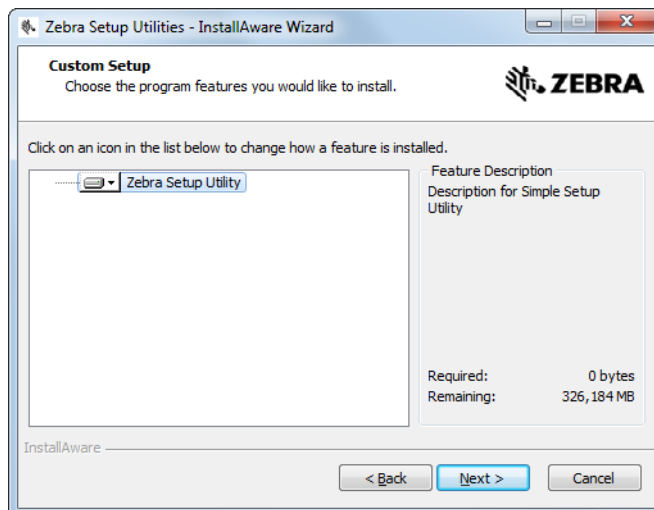 Zebra Setup Utilities - InstallAware Wizard
Custom Setup
Choose the program features you would like to install.
ZEBRA
Click on an icon in the list below to change how a feature is installed.
Zebra Setup Utility
Feature Description
Description for Simple Setup
Utility
Required: 0 bytes
Remaining: 326,184 MB
InstallAware
< Back
Next >
Cancel